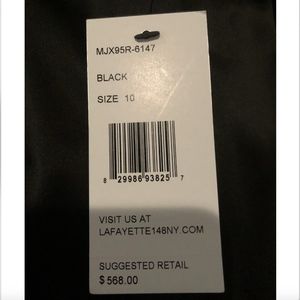 MJX95R-6147
BLACK
SIZE 10
8 29986 93825 7
VISIT US AT
LAFAYETTE148NY.COM
SUGGESTED RETAIL
$568.00